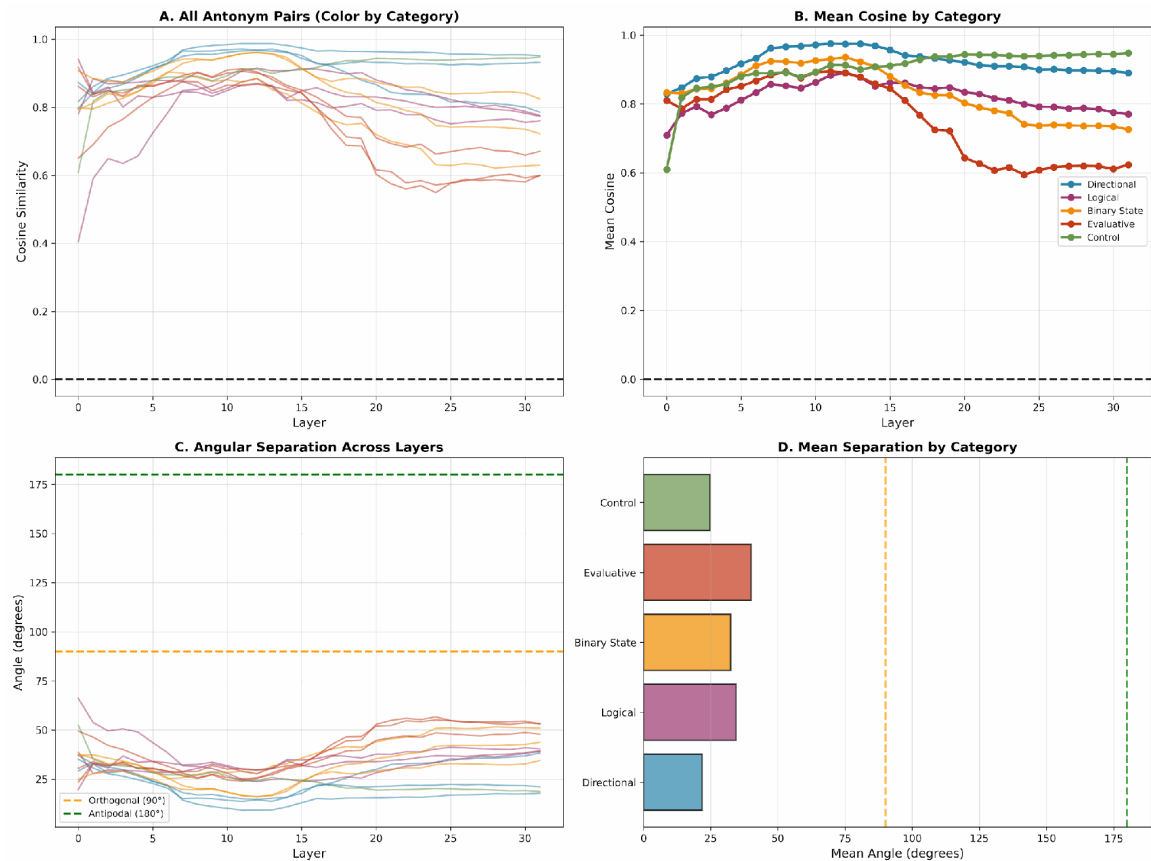 A. All Antonym Pairs (Color by Category)
Cosine Similarity
1.0
0.8
0.6
0.4
0.2
0.0
0 5 10 15 20 25 30
Layer
B. Mean Cosine by Category
Mean Cosine
1.0
0.8
0.6
0.4
0.2
0.0
Directional
Logical
Binary State
Evaluative
Control
0 5 10 15 20 25 30
Layer
C. Angular Separation Across Layers
Angle (degrees)
175
150
125
100
75
50
25
Orthogonal (90°)
Antipodal (180°)
0 5 10 15 20 25 30
Layer
D. Mean Separation by Category
Control
Evaluative
Binary State
Logical
Directional
0 25 50 75 100 125 150 175
Mean Angle (degrees)